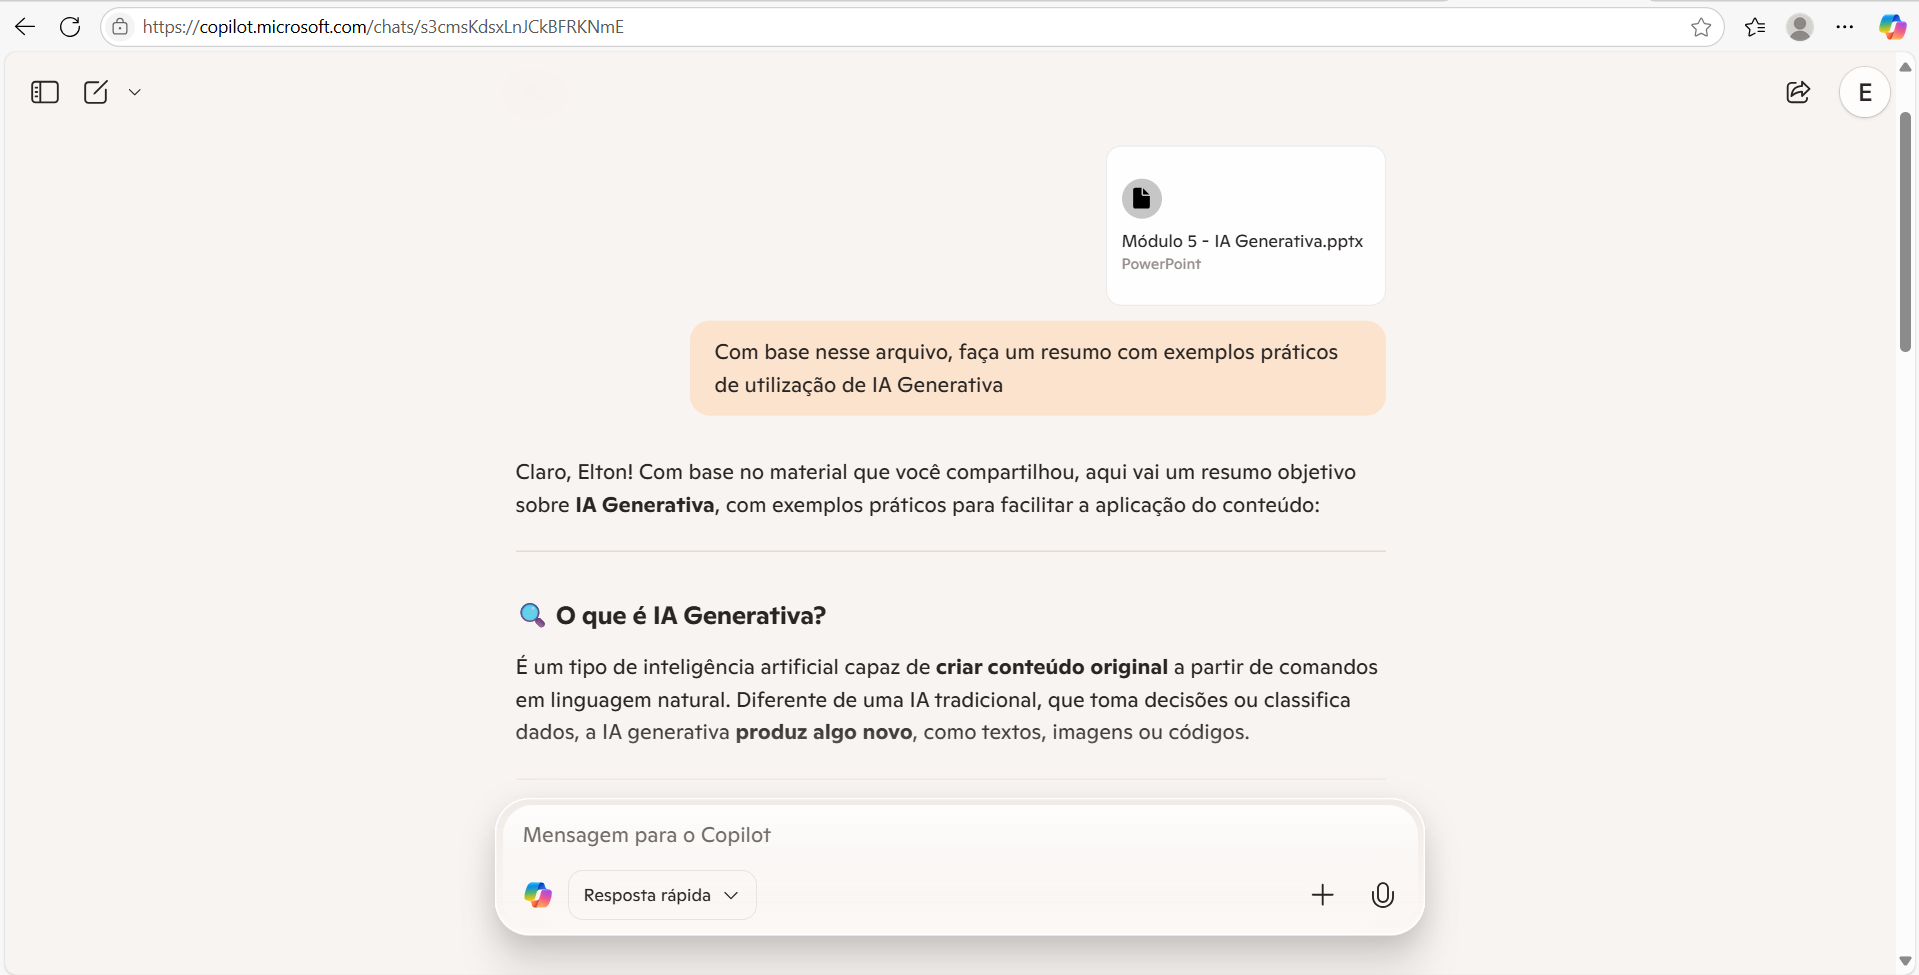 https://copilot.microsoft.com/chats/s3cmsKdsxLnJCkBFRKNmE
E
Módulo 5 - IA Generativa.pptx
PowerPoint
Com base nesse arquivo, faça um resumo com exemplos práticos
de utilização de IA Generativa
Claro, Elton! Com base no material que você compartilhou, aqui vai um resumo objetivo
sobre IA Generativa, com exemplos práticos para facilitar a aplicação do conteúdo:
O que é IA Generativa?
É um tipo de inteligência artificial capaz de criar conteúdo original a partir de comandos
em linguagem natural. Diferente de uma IA tradicional, que toma decisões ou classifica
dados, a IA generativa produz algo novo, como textos, imagens ou códigos.
Mensagem para o Copilot
Resposta rápida